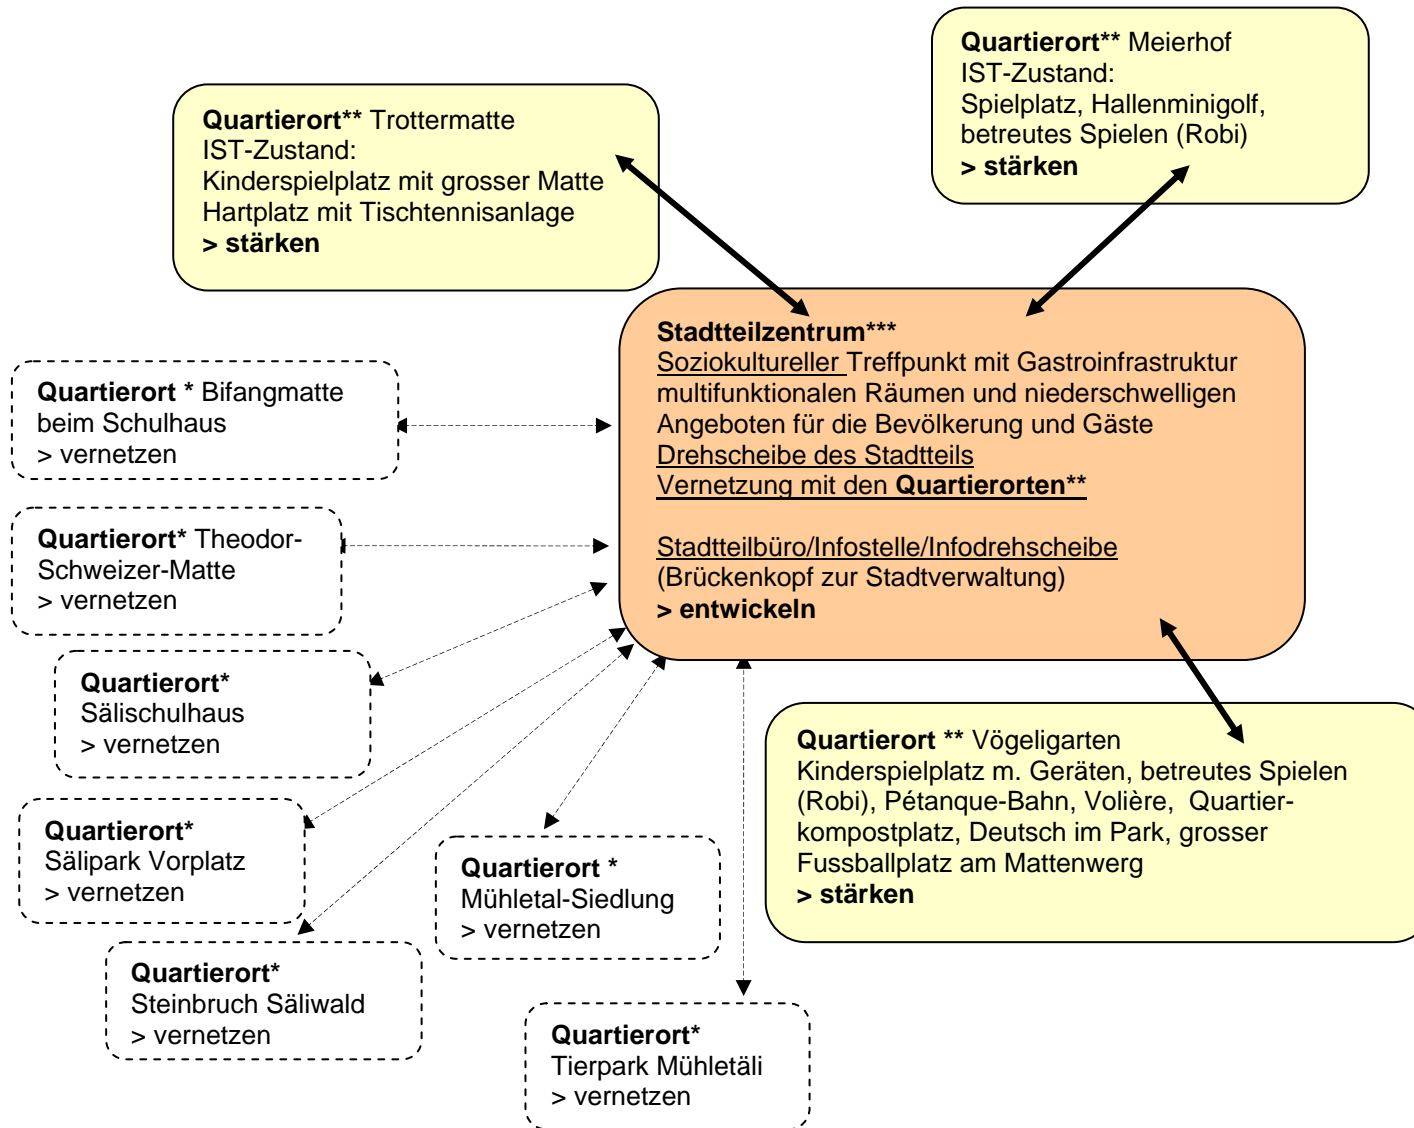 Quartierort** Meierhof
IST-Zustand:
Spielplatz, Hallenminigolf,
betreutes Spielen (Robi)
> stärken
Quartierort** Trottermatte
IST-Zustand:
Kinderspielplatz mit grosser Matte
Hartplatz mit Tischtennisanlage
> stärken
Stadtteilzentrum***
Soziokultureller Treffpunkt mit Gastroinfrastruktur
multifunktionalen Räumen und niederschwelligen
Angeboten für die Bevölkerung und Gäste
Drehscheibe des Stadtteils
Vernetzung mit den Quartierorten**
Stadtteilbüro/Infostelle/Infodrehscheibe
(Brückenkopf zur Stadtverwaltung)
> entwickeln
Quartierort * Bifangmatte
beim Schulhaus
> vernetzen
Quartierort* Theodor-
Schweizer-Matte
> vernetzen
Quartierort*
Sälischulhaus
> vernetzen
Quartierort*
Sälipark Vorplatz
> vernetzen
Quartierort*
Steinbruch Säliwald
> vernetzen
Quartierort *
Mühletal-Siedlung
> vernetzen
Quartierort*
Tierpark Mühletäli
> vernetzen
Quartierort ** Vögeligarten
Kinderspielplatz m. Geräten, betreutes Spielen
(Robi), Pétanque-Bahn, Volière, Quartier-
kompostplatz, Deutsch im Park, grosser
Fussballplatz am Mattenwerg
> stärken